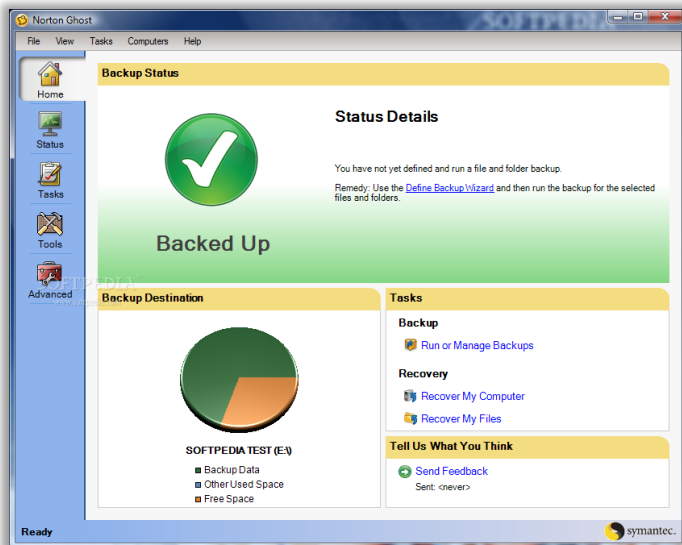 Norton Ghost
SOFTPEDIA
File View Tasks Computers Help
Home
Status
Tasks
Tools
Advanced
Backup Status
Backed Up
Status Details
You have not yet defined and run a file and folder backup.
Remedy: Use the Define Backup Wizard and then run the backup for the selected
files and folders.
SOFTPEDIA
Backup Destination
SOFTPEDIA TEST (E:\)
Backup Data
Other Used Space
Free Space
Tasks
Backup
Run or Manage Backups
Recovery
Recover My Computer
Recover My Files
Tell Us What You Think
Send Feedback
Sent: <never>
Ready
symantec.